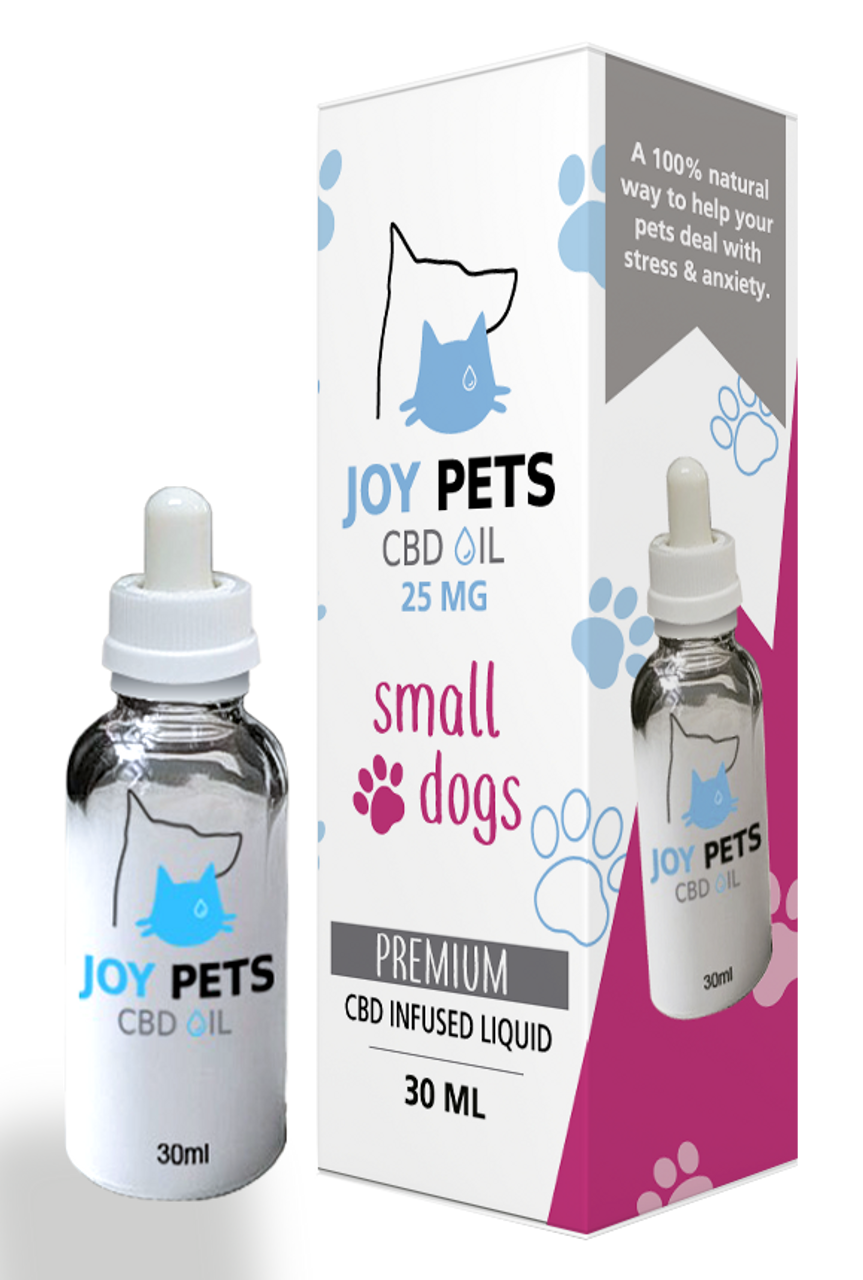 JOY PETS
CBD OIL
30ml
JOY PETS
CBD OIL
25 MG
small
dogs
PREMIUM
CBD INFUSED LIQUID
30 ML
A 100% natural
way to help your
pets deal with
stress & anxiety.
JOY PETS
CBD OIL
30ml